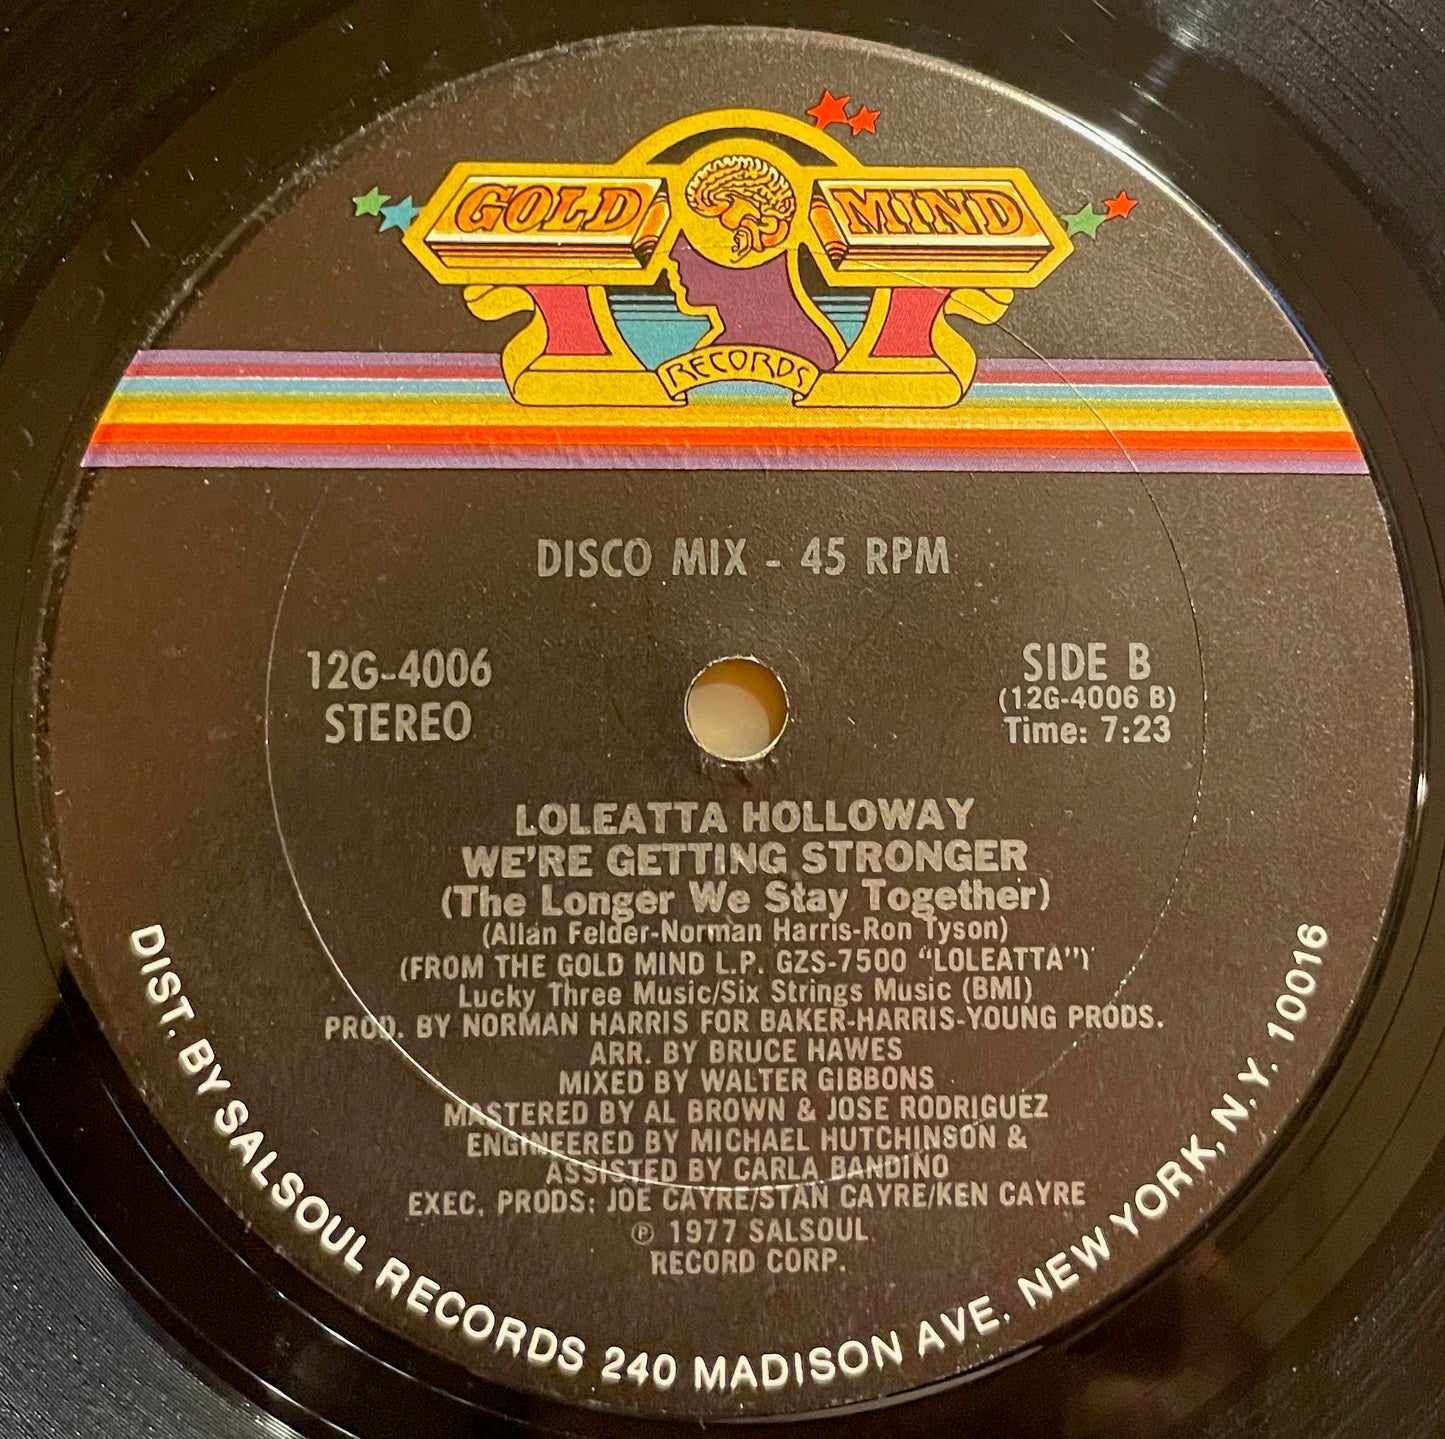 GOLD MIND
RECORDS
DISCO MIX - 45 RPM
12G-4006
STEREO
SIDE B
(12G-4006 B)
Time: 7:23
LOLEATTA HOLLOWAY
WE'RE GETTING STRONGER
(The Longer We Stay Together)
(Allan Felder-Norman Harris-Ron Tyson)
(FROM THE GOLD MIND L.P. GZS-7500 "LOLEATTA")
Lucky Three Music/Six Strings Music (BMI)
PROD. BY NORMAN HARRIS FOR BAKER-HARRIS-YOUNG PRODS.
ARR. BY BRUCE HAWES
MIXED BY WALTER GIBBONS
MASTERED BY AL BROWN & JOSE RODRIGUEZ
ENGINEERED BY MICHAEL HUTCHINSON &
ASSISTED BY CARLA BANDINO
EXEC. PRODS: JOE CAYRE/STAN CAYRE/KEN CAYRE
℗ 1977 SALSOUL
RECORD CORP.
DIST. BY SALSOUL RECORDS 240 MADISON AVE. NEW YORK, N.Y. 10016